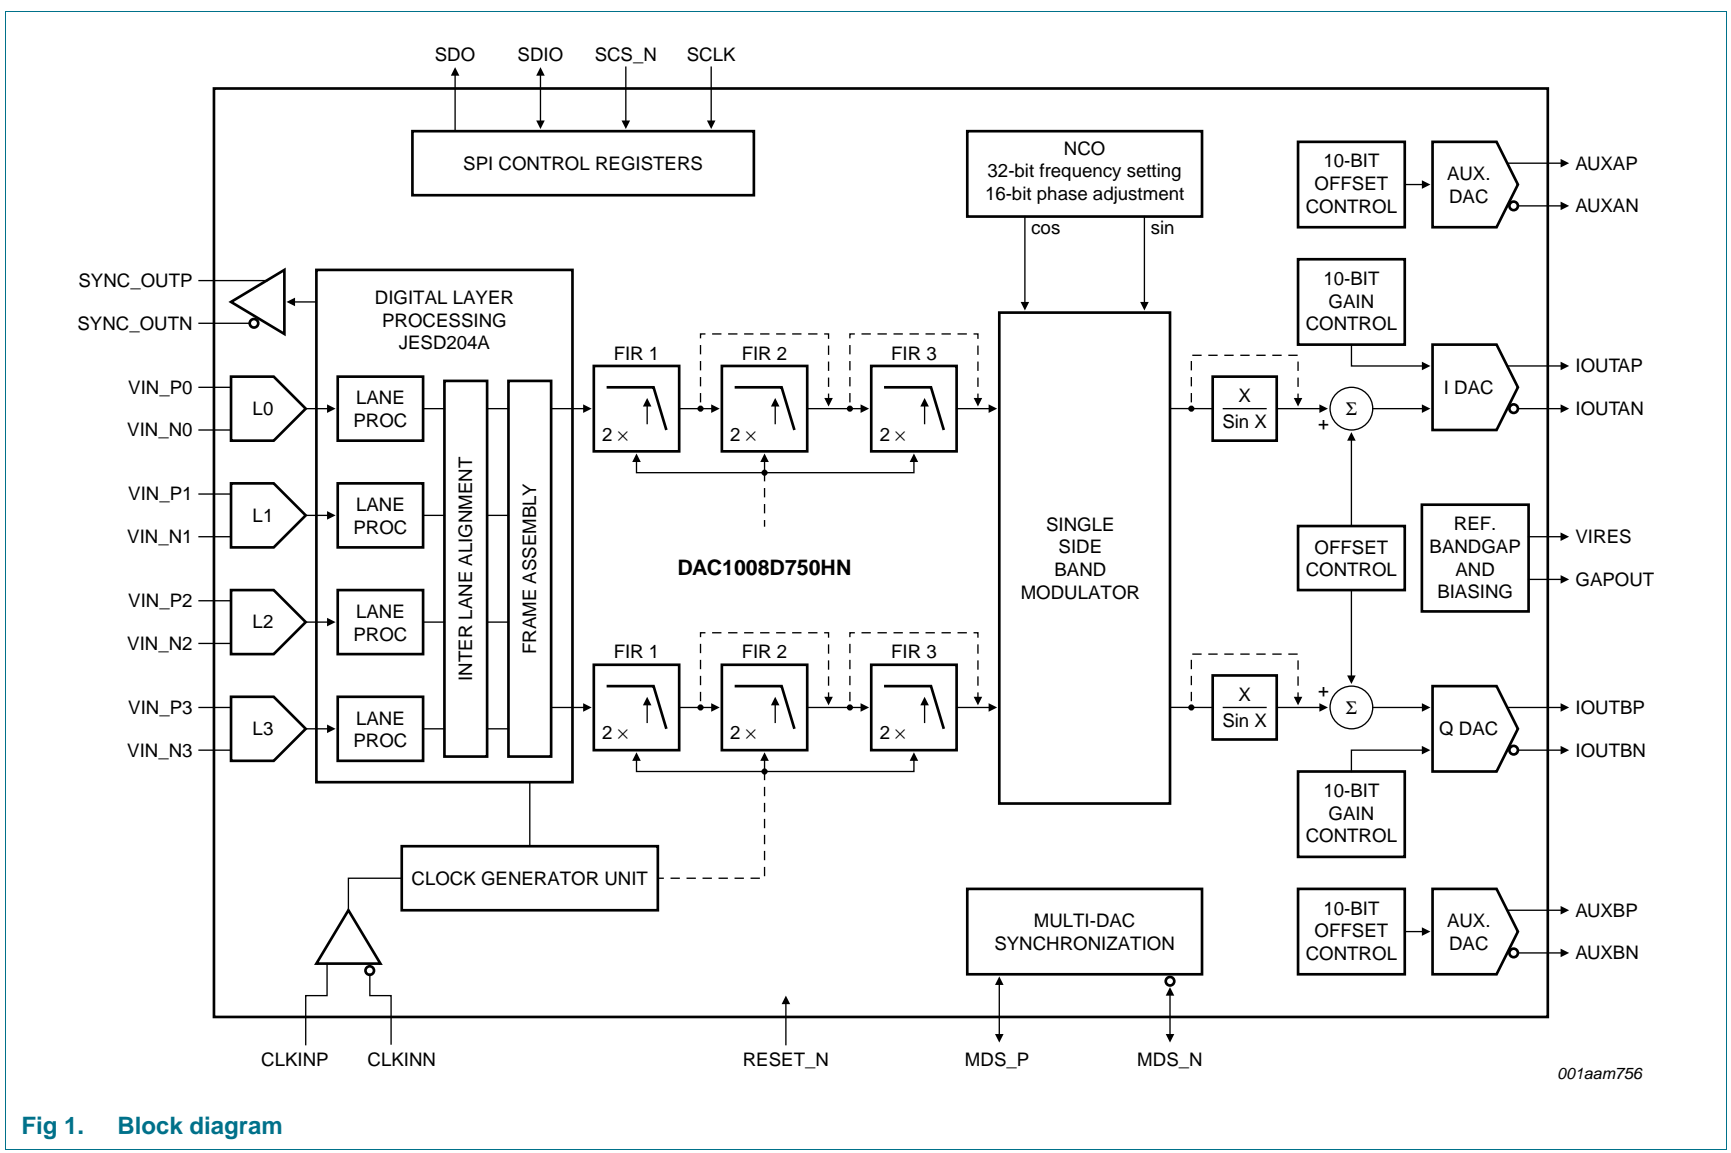 SDO
SDIO
SCS_N
SCLK
SPI CONTROL REGISTERS
NCO
32-bit frequency setting
16-bit phase adjustment
cos
sin
10-BIT
OFFSET
CONTROL
AUX.
DAC
AUXAP
AUXAN
SYNC_OUTP
SYNC_OUTN
DIGITAL LAYER
PROCESSING
JESD204A
10-BIT
GAIN
CONTROL
VIN_P0
VIN_N0
L0
LANE
PROC
VIN_P1
VIN_N1
L1
LANE
PROC
VIN_P2
VIN_N2
L2
LANE
PROC
VIN_P3
VIN_N3
L3
LANE
PROC
INTER LANE ALIGNMENT
FRAME ASSEMBLY
FIR 1
2 ×
FIR 2
2 ×
FIR 3
2 ×
DAC1008D750HN
FIR 1
2 ×
FIR 2
2 ×
FIR 3
2 ×
SINGLE
SIDE
BAND
MODULATOR
X
Sin X
+
Σ
I DAC
IOUTAP
IOUTAN
OFFSET
CONTROL
REF.
BANDGAP
AND
BIASING
VIRES
GAPOUT
X
Sin X
+
Σ
Q DAC
IOUTBP
IOUTBN
10-BIT
GAIN
CONTROL
CLOCK GENERATOR UNIT
MULTI-DAC
SYNCHRONIZATION
10-BIT
OFFSET
CONTROL
AUX.
DAC
AUXBP
AUXBN
CLKINP
CLKINN
RESET_N
MDS_P
MDS_N
001aam756
Fig 1. Block diagram